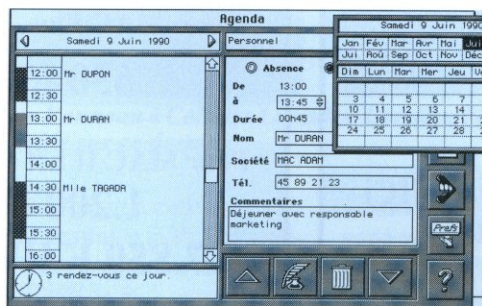 Agenda
Samedi 9 Juin 1990
12:00 Mr DUPON
12:30
13:00 Mr DURAN
13:30
14:00
14:30 Mlle TAGADA
15:00
15:30
16:00
3 rendez-vous ce jour.
Personnel
Absence
De 13:00
à 13:45
Durée 00h45
Nom Mr DURAN
Société MAC ADAM
Tél. 45 89 21 23
Commentaires
Déjeuner avec responsable
marketing
Samedi 9 Juin 1990
Jan Fév Mar Avr Mai Jui
Jui Aoû Sep Oct Nov Déc
Dim Lun Mar Mer Jeu Ve
3 4 5 6 7
10 11 12 13 14
17 18 19 20 21
24 25 26 27 28
Prefs
?